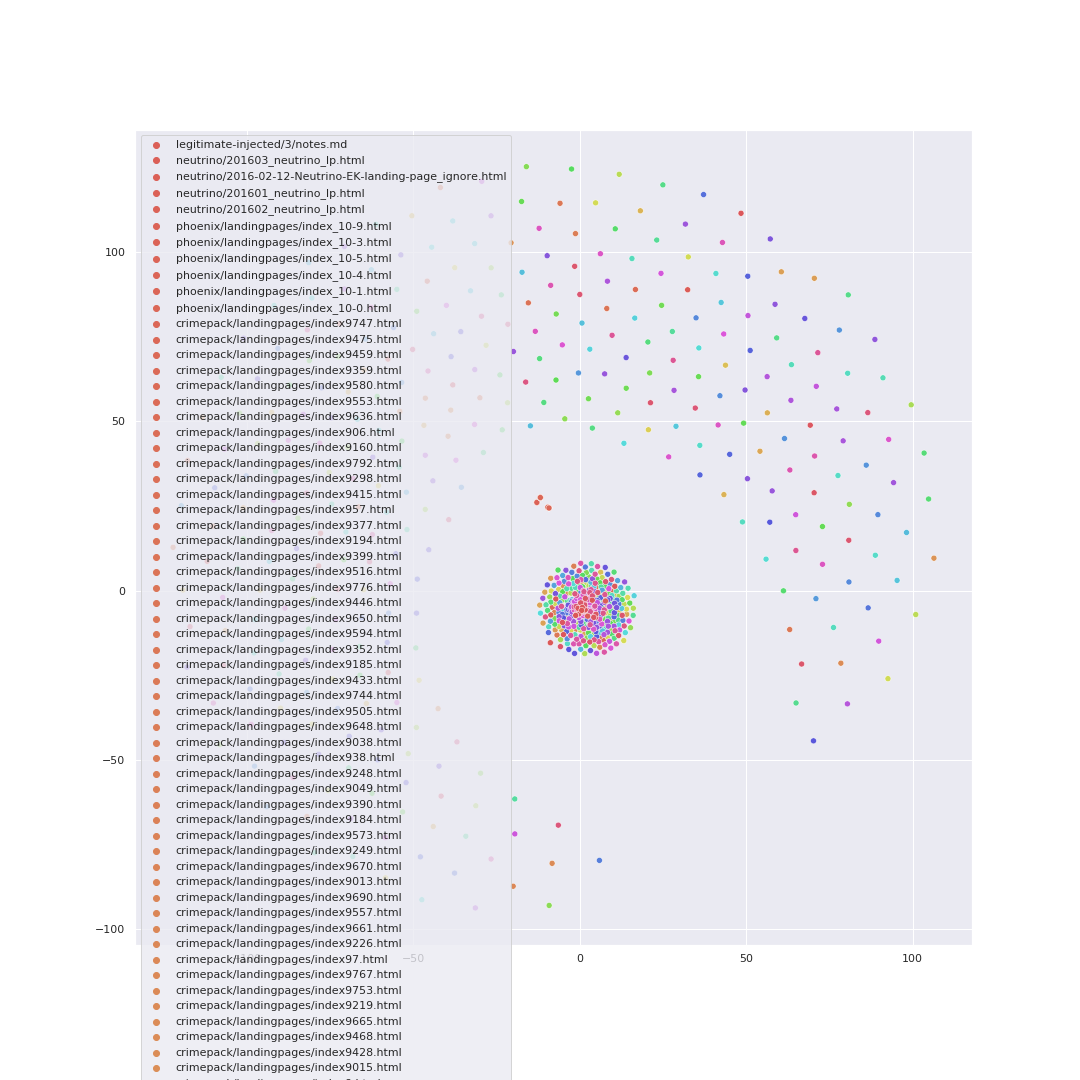 legitimate-injected/3/notes.md
neutrino/201603_neutrino_lp.html
neutrino/2016-02-12-Neutrino-EK-landing-page_ignore.html
neutrino/201601_neutrino_lp.html
neutrino/201602_neutrino_lp.html
phoenix/landingpages/index_10-9.html
phoenix/landingpages/index_10-3.html
phoenix/landingpages/index_10-5.html
phoenix/landingpages/index_10-4.html
phoenix/landingpages/index_10-1.html
phoenix/landingpages/index_10-0.html
crimepack/landingpages/index9747.html
crimepack/landingpages/index9475.html
crimepack/landingpages/index9459.html
crimepack/landingpages/index9359.html
crimepack/landingpages/index9580.html
crimepack/landingpages/index9553.html
crimepack/landingpages/index9636.html
crimepack/landingpages/index906.html
crimepack/landingpages/index9160.html
crimepack/landingpages/index9792.html
crimepack/landingpages/index9298.html
crimepack/landingpages/index9415.html
crimepack/landingpages/index957.html
crimepack/landingpages/index9377.html
crimepack/landingpages/index9194.html
crimepack/landingpages/index9399.html
crimepack/landingpages/index9516.html
crimepack/landingpages/index9776.html
crimepack/landingpages/index9446.html
crimepack/landingpages/index9650.html
crimepack/landingpages/index9594.html
crimepack/landingpages/index9352.html
crimepack/landingpages/index9185.html
crimepack/landingpages/index9433.html
crimepack/landingpages/index9744.html
crimepack/landingpages/index9505.html
crimepack/landingpages/index9648.html
crimepack/landingpages/index9038.html
crimepack/landingpages/index938.html
crimepack/landingpages/index9248.html
crimepack/landingpages/index9049.html
crimepack/landingpages/index9390.html
crimepack/landingpages/index9184.html
crimepack/landingpages/index9573.html
crimepack/landingpages/index9249.html
crimepack/landingpages/index9670.html
crimepack/landingpages/index9013.html
crimepack/landingpages/index9690.html
crimepack/landingpages/index9557.html
crimepack/landingpages/index9661.html
crimepack/landingpages/index9226.html
crimepack/landingpages/index97.html
crimepack/landingpages/index9767.html
crimepack/landingpages/index9753.html
crimepack/landingpages/index9219.html
crimepack/landingpages/index9665.html
crimepack/landingpages/index9468.html
crimepack/landingpages/index9428.html
crimepack/landingpages/index9015.html
100
50
0
−50
−100
−100
−50
0
50
100